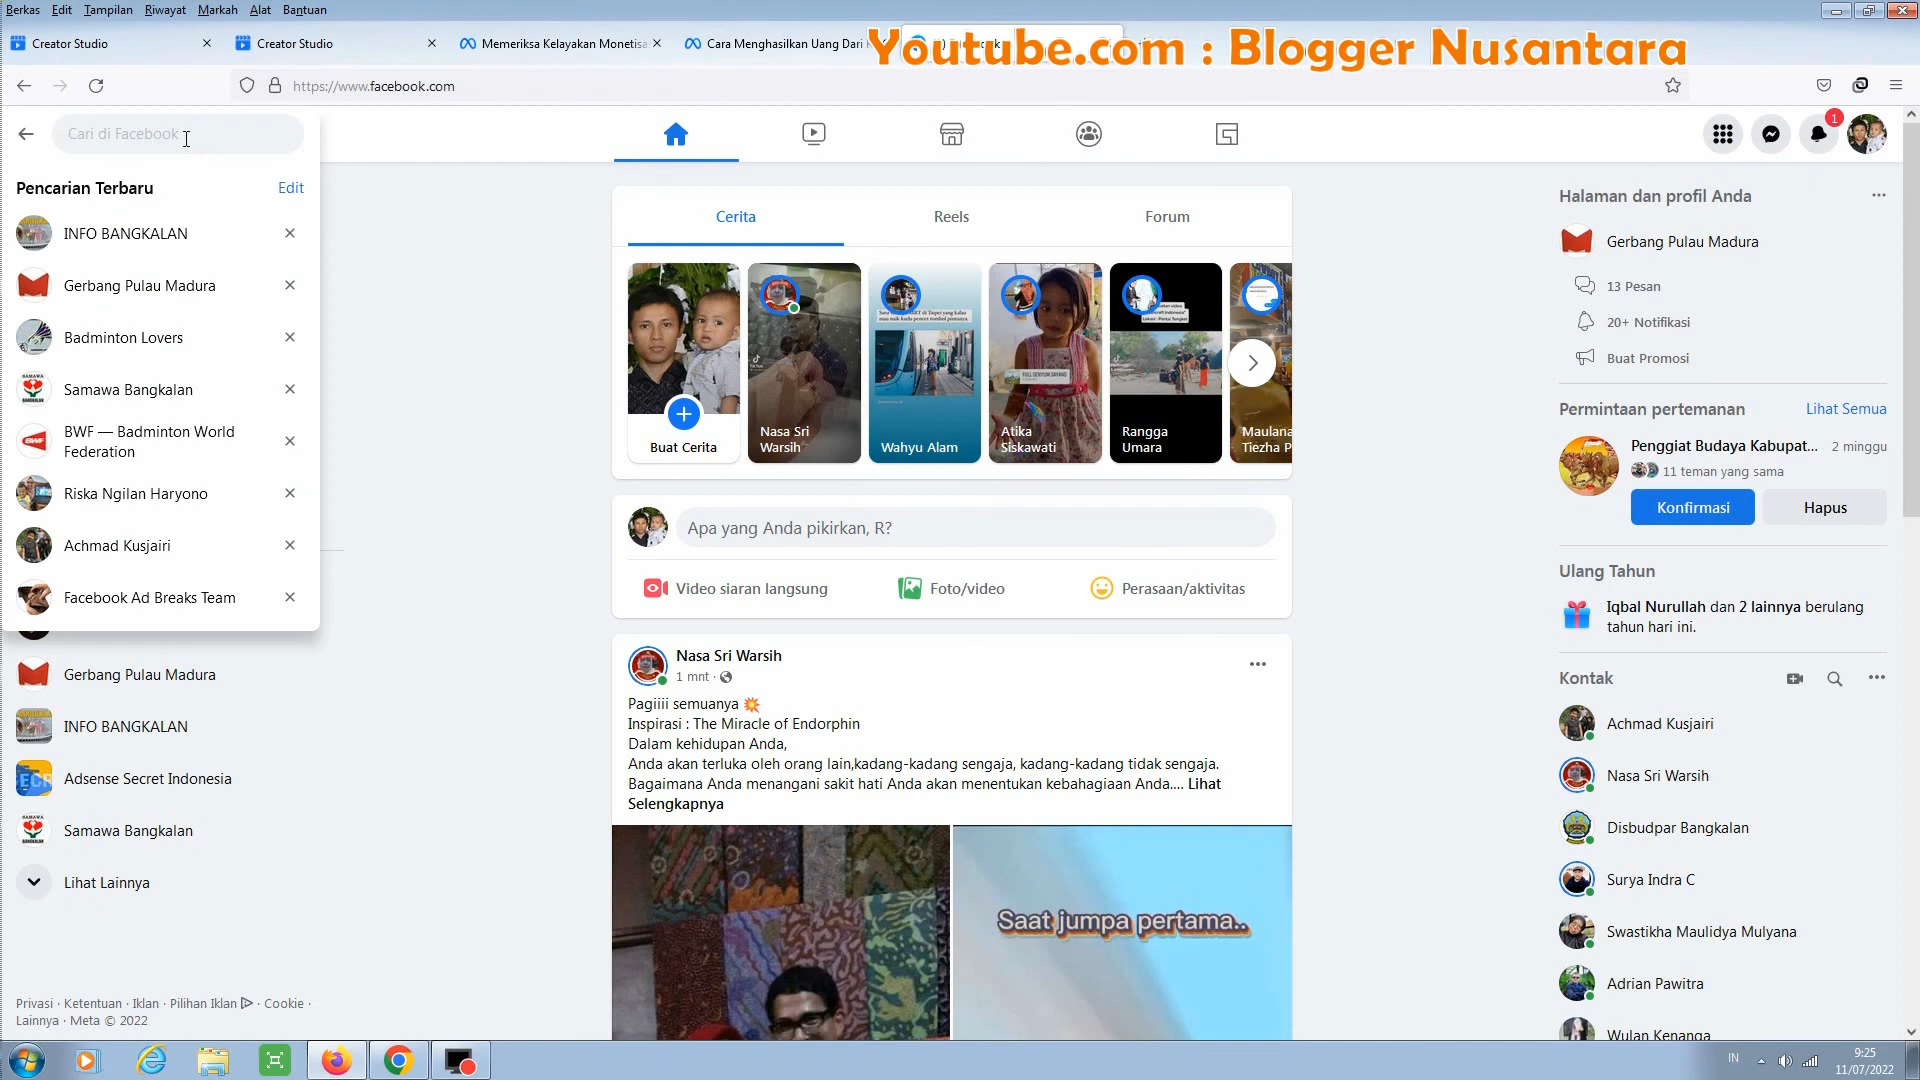 Berkas Edit Tampilan Riwayat Markah Alat Bantuan
Creator Studio
Creator Studio
Memeriksa Kelayakan Monetisa
Cara Menghasilkan Uang Dari
Youtube.com : Blogger Nusantara
https://www.facebook.com
Cari di Facebook
1
Pencarian Terbaru
Edit
INFO BANGKALAN
Gerbang Pulau Madura
Badminton Lovers
Samawa Bangkalan
BWF — Badminton World
Federation
Riska Ngilan Haryono
Achmad Kusjairi
Facebook Ad Breaks Team
Gerbang Pulau Madura
INFO BANGKALAN
Adsense Secret Indonesia
Samawa Bangkalan
Lihat Lainnya
Privasi · Ketentuan · Iklan · Pilihan Iklan · Cookie ·
Lainnya · Meta © 2022
Cerita
Reels
Forum
Buat Cerita
Nasa Sri
Warsih
Wahyu Alam
FULL SENYUM SAYANG
Atika
Siskawati
Rangga
Umara
Maulana
Tiezha P
Apa yang Anda pikirkan, R?
Video siaran langsung
Foto/video
Perasaan/aktivitas
Nasa Sri Warsih
1 mnt ·
Pagiiii semuanya 💥
Inspirasi : The Miracle of Endorphin
Dalam kehidupan Anda,
Anda akan terluka oleh orang lain,kadang-kadang sengaja, kadang-kadang tidak sengaja.
Bagaimana Anda menangani sakit hati Anda akan menentukan kebahagiaan Anda.... Lihat
Selengkapnya
Saat jumpa pertama..
Halaman dan profil Anda
Gerbang Pulau Madura
13 Pesan
20+ Notifikasi
Buat Promosi
Permintaan pertemanan
Lihat Semua
Penggiat Budaya Kabupat...
2 minggu
11 teman yang sama
Konfirmasi
Hapus
Ulang Tahun
Iqbal Nurullah dan 2 lainnya berulang
tahun hari ini.
Kontak
Achmad Kusjairi
Nasa Sri Warsih
Disbudpar Bangkalan
Surya Indra C
Swastikha Maulidya Mulyana
Adrian Pawitra
Wulan Kenanga
IN
9:25
11/07/2022